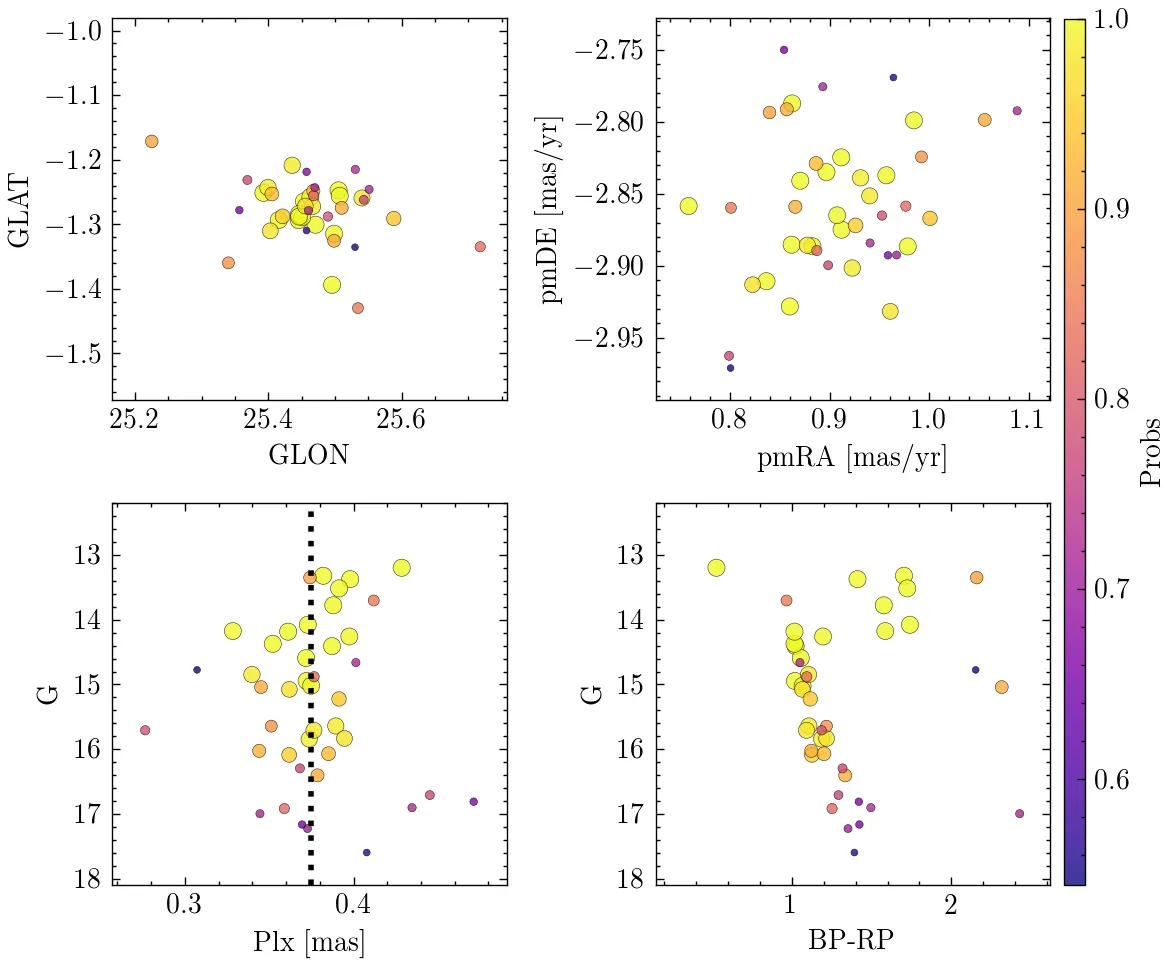 −1.0
−1.1
−1.2
−1.3
−1.4
−1.5
GLAT
25.2 25.4 25.6
GLON
−2.75
−2.80
−2.85
−2.90
−2.95
pmDE [mas/yr]
0.8 0.9 1.0 1.1
pmRA [mas/yr]
1.0
0.9
0.8
0.7
0.6
Probs
13
14
15
16
17
18
G
0.3 0.4
Plx [mas]
13
14
15
16
17
18
G
1 2
BP-RP